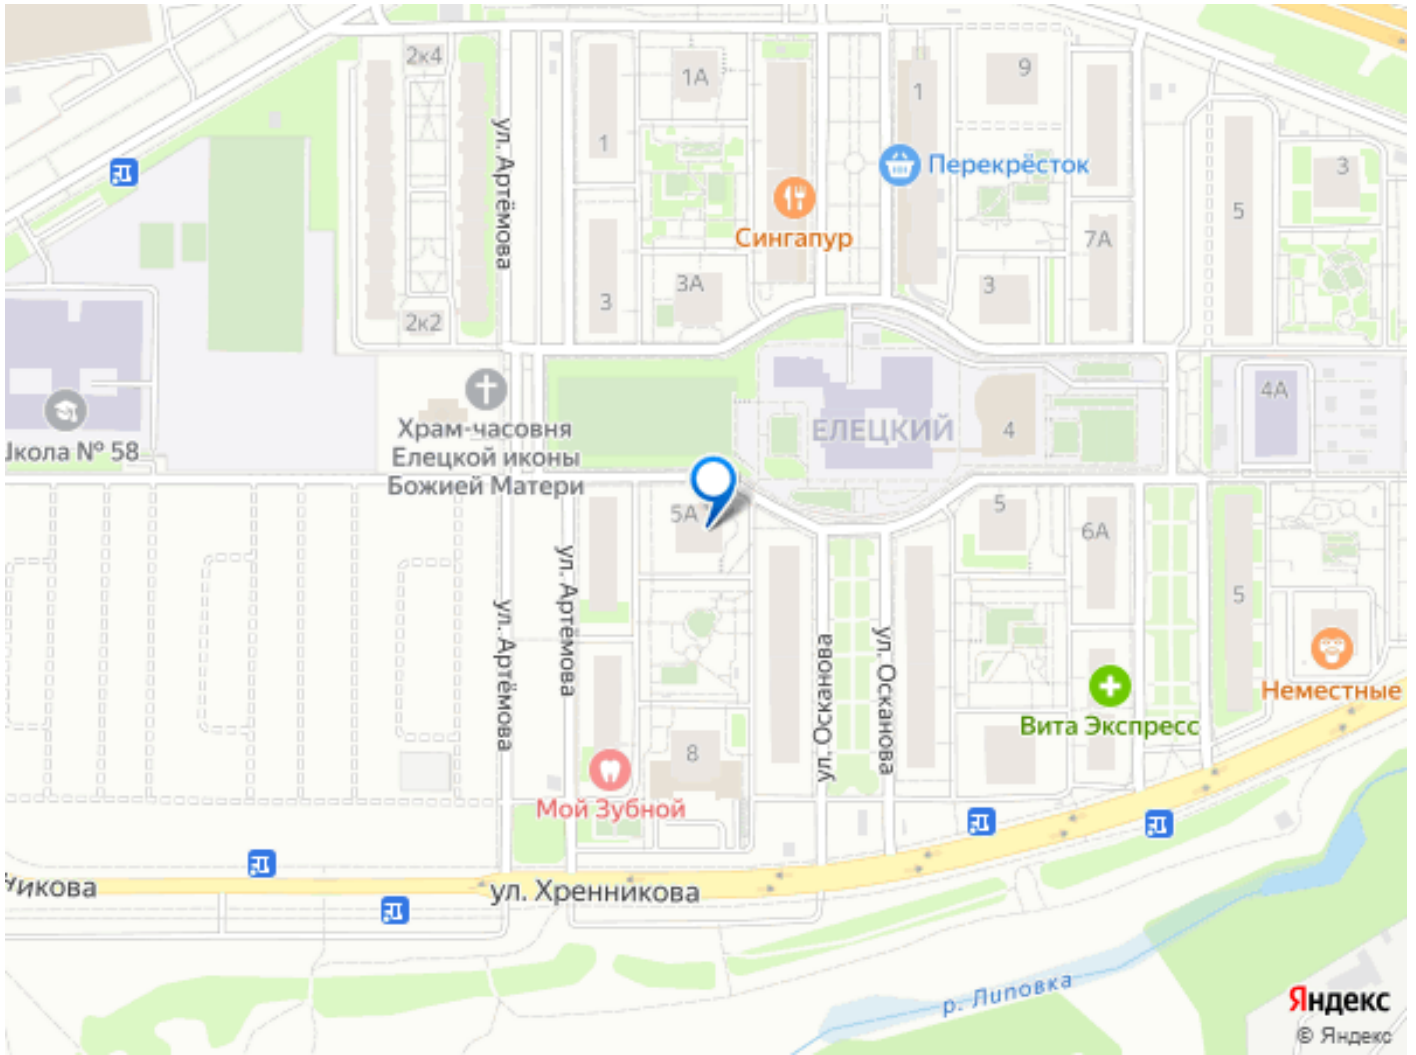 2к4
1А
9
1
ул. Артёмова
1
Перекрёсток
3
Сингапур
5
7А
3
3А
3
2к2
4А
Храм-часовня
Елецкой иконы
Божией Матери
ЕЛЕЦКИЙ
4
кола № 58
5А
5
6А
ул. Артёмова
ул. Артёмова
ул. Осканова
ул. Осканова
5
Неместные
Вита Экспресс
8
Мой Зубной
икова
ул. Хренникова
р. Липовка
Яндекс
© Яндекс